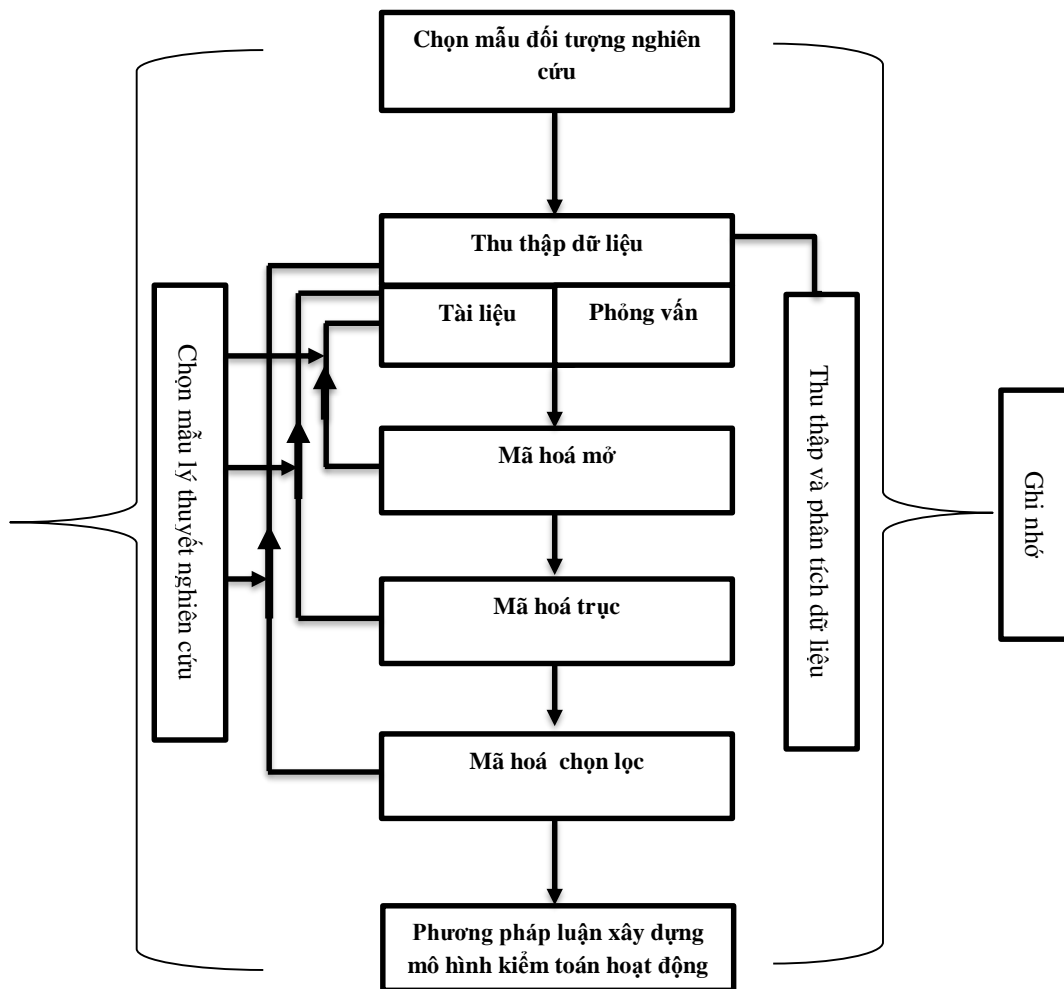 Chọn mẫu đối tượng nghiên
cứu
Thu thập dữ liệu
Tài liệu
Phỏng vấn
Chọn mẫu lý thuyết nghiên cứu
Thu thập và phân tích dữ liệu
Ghi nhớ
Mã hoá mở
Mã hoá trục
Mã hoá chọn lọc
Phương pháp luận xây dựng
mô hình kiểm toán hoạt động